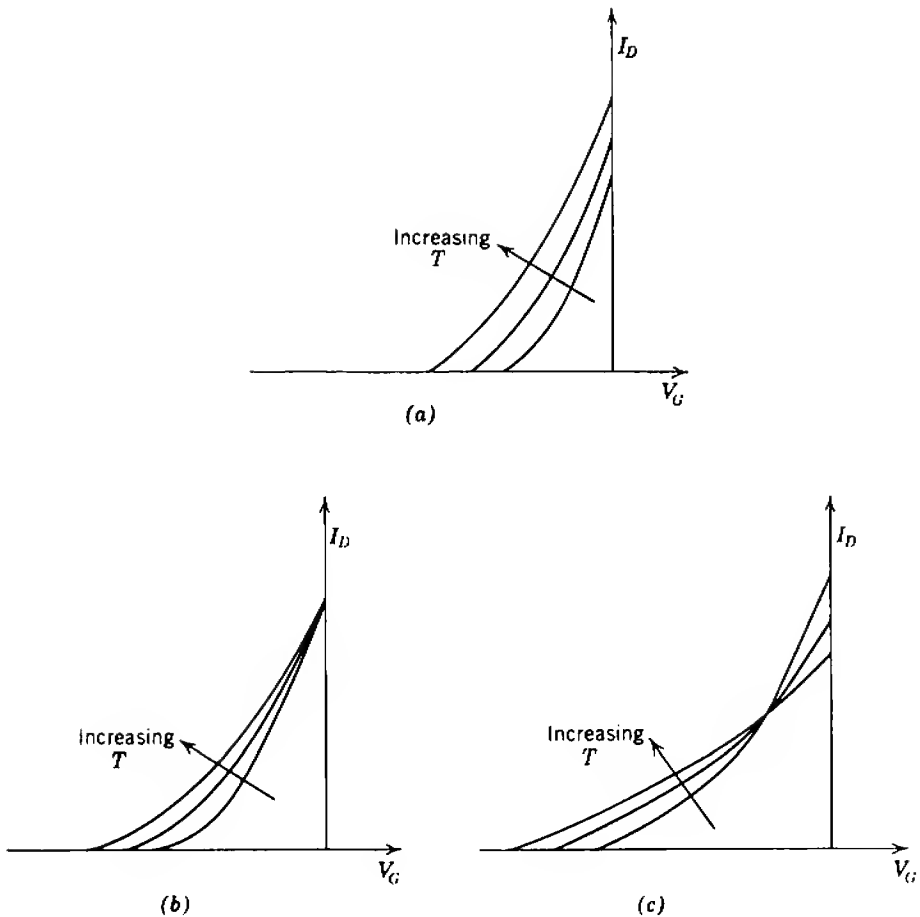 I_D
Increasing
T
V_G
(a)
I_D
Increasing
T
V_G
(b)
I_D
Increasing
T
V_G
(c)